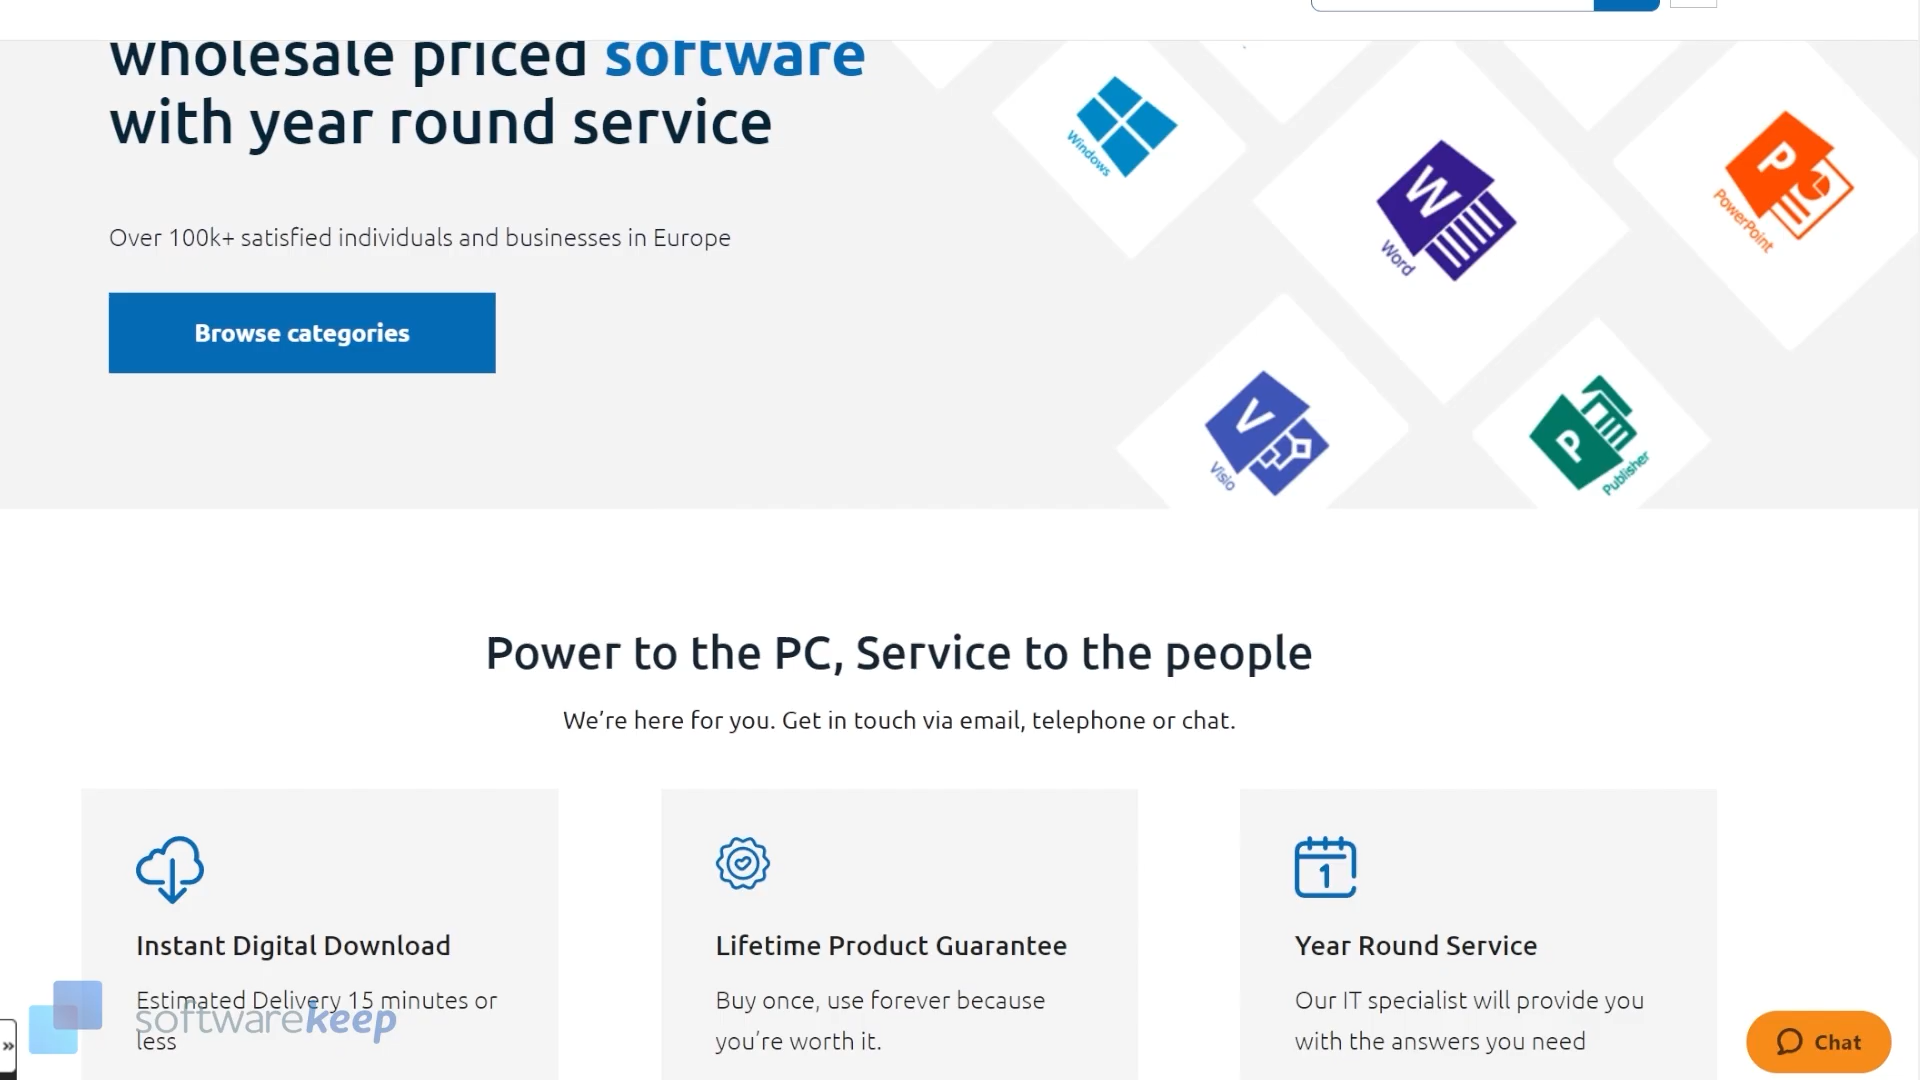 wholesale priced software
with year round service
Over 100k+ satisfied individuals and businesses in Europe
Browse categories
Windows
W
Word
P
PowerPoint
V
Visio
P
Publisher
Power to the PC, Service to the people
We’re here for you. Get in touch via email, telephone or chat.
Instant Digital Download
Estimated Delivery 15 minutes or
less
Lifetime Product Guarantee
Buy once, use forever because
you’re worth it.
1
Year Round Service
Our IT specialist will provide you
with the answers you need
softwarekeep
»
Chat